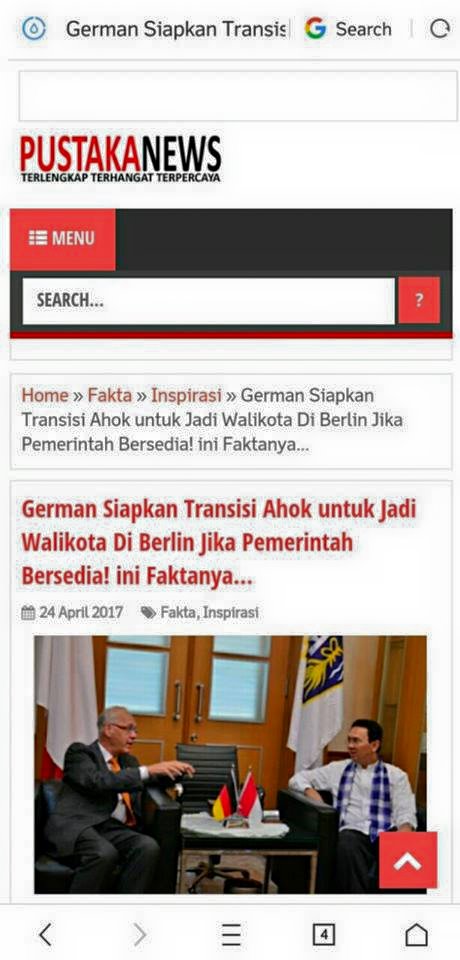 German Siapkan Transis
Search
PUSTAKANEWS
TERLENGKAP TERHANGAT TERPERCAYA
MENU
SEARCH...
?
Home » Fakta » Inspirasi » German Siapkan
Transisi Ahok untuk Jadi Walikota Di Berlin Jika
Pemerintah Bersedia! ini Faktanya...
German Siapkan Transisi Ahok untuk Jadi
Walikota Di Berlin Jika Pemerintah
Bersedia! ini Faktanya...
24 April 2017 Fakta, Inspirasi
4